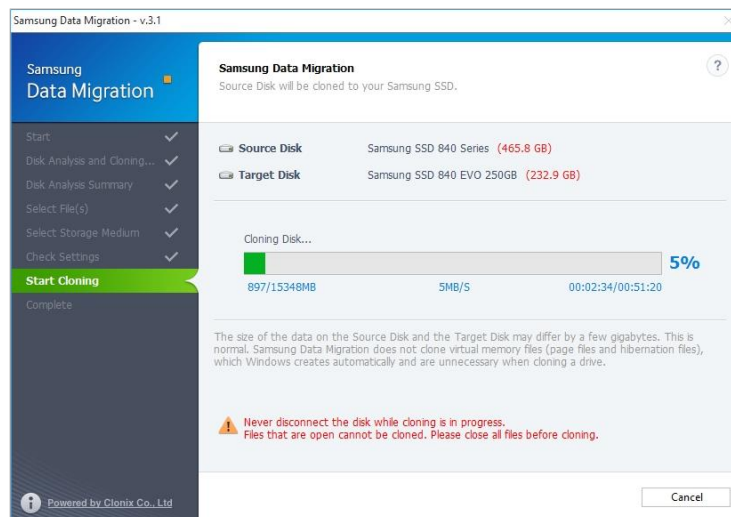 Samsung Data Migration - v.3.1
Samsung
Data Migration
Start
Disk Analysis and Cloning...
Disk Analysis Summary
Select File(s)
Select Storage Medium
Check Settings
Start Cloning
Complete
Powered by Clonix Co., Ltd
Samsung Data Migration
Source Disk will be cloned to your Samsung SSD.
?
Source Disk Samsung SSD 840 Series (465.8 GB)
Target Disk Samsung SSD 840 EVO 250GB (232.9 GB)
Cloning Disk...
5%
897/15348MB 5MB/S 00:02:34/00:51:20
The size of the data on the Source Disk and the Target Disk may differ by a few gigabytes. This is
normal. Samsung Data Migration does not clone virtual memory files (page files and hibernation files),
which Windows creates automatically and are unnecessary when cloning a drive.
Never disconnect the disk while cloning is in progress.
Files that are open cannot be cloned. Please close all files before cloning.
Cancel